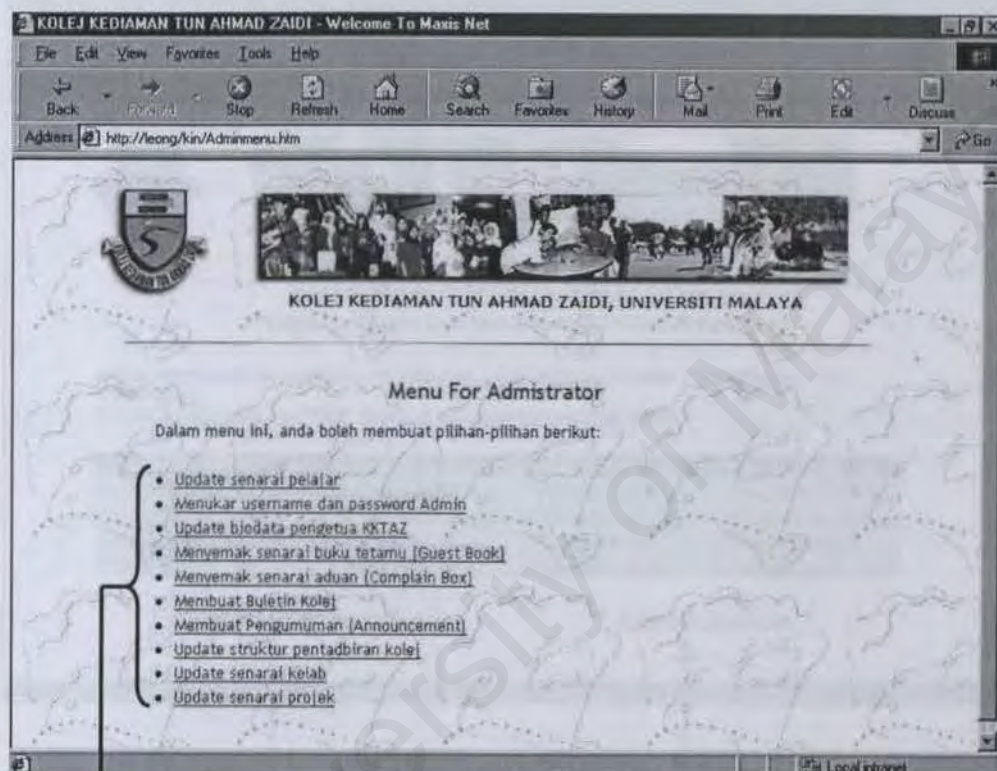 KOLEJ KEDIAMAN TUN AHMAD ZAIDI - Welcome To Maxis Net
File Edit View Favorites Tools Help
Back Forward Stop Refresh Home Search Favorites History Mail Print Edit Discuss
Address http://leong/kin/Adminmenu.htm Go
KOLEJ KEDIAMAN TUN AHMAD ZAIDI, UNIVERSITI MALAYA
Menu For Admistrator
Dalam menu ini, anda boleh membuat pilihan-pilihan berikut:
• Update senarai pelajar
• Menukar username dan password Admin
• Update biodata pengetua KKTAZ
• Menyemak senarai buku tetamu [Guest Book]
• Menyemak senarai aduan [Complain Box]
• Membuat Buletin Kolej
• Membuat Pengumuman [Announcement]
• Update struktur pentadbiran kolej
• Update senarai kelab
• Update senarai projek
Local intranet
University of Malay